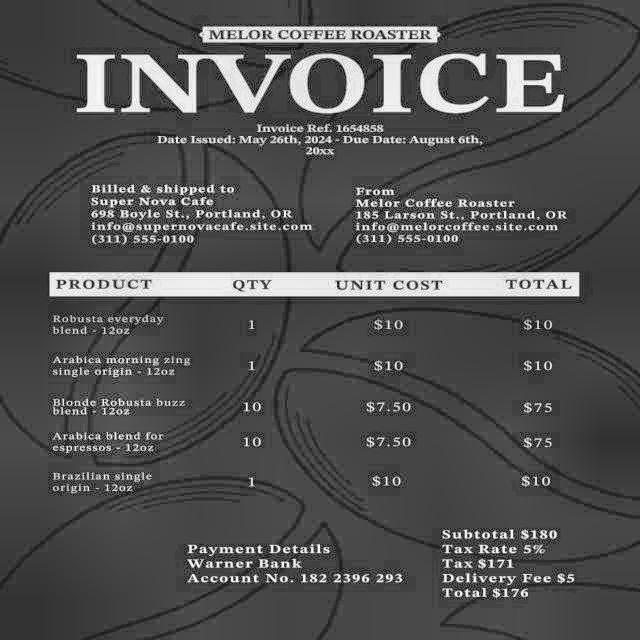 MELOR COFFEE ROASTER
INVOICE
Invoice Ref. 1654858
Date Issued: May 26th, 2024 - Due Date: August 6th,
20xx
Billed & shipped to
Super Nova Cafe
698 Boyle St., Portland, OR
info@supernovacafe.site.com
(311) 555-0100
From
Melor Coffee Roaster
185 Larson St., Portland, OR
info@melorcoffee.site.com
(311) 555-0100
PRODUCT QTY UNIT COST TOTAL
Robusta everyday
blend - 12oz 1 $10 $10
Arabica morning zing
single origin - 12oz 1 $10 $10
Blonde Robusta buzz
blend - 12oz 10 $7.50 $75
Arabica blend for
espressos - 12oz 10 $7.50 $75
Brazilian single
origin - 12oz 1 $10 $10
Payment Details
Warner Bank
Account No. 182 2396 293
Subtotal $180
Tax Rate 5%
Tax $171
Delivery Fee $5
Total $176